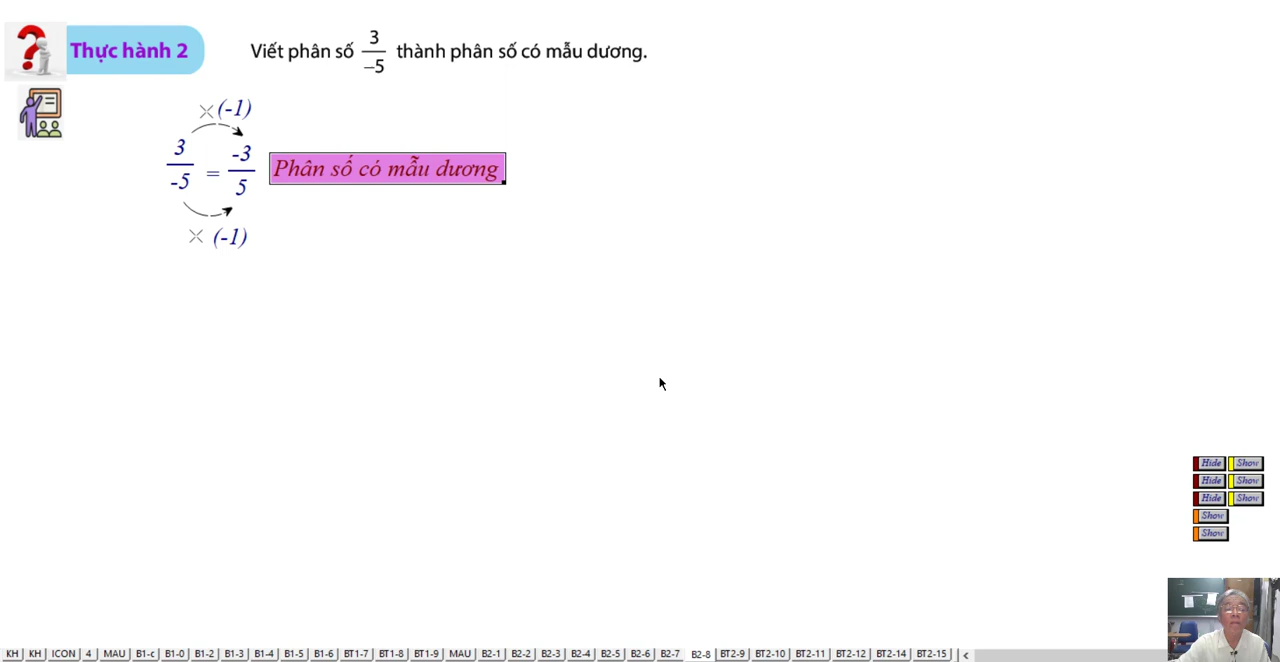 Thực hành 2
Viết phân số 3/−5 thành phân số có mẫu dương.
×(-1)
3/-5 = -3/5 Phân số có mẫu dương
× (-1)
Hide Show
Hide Show
Hide Show
Show
Show
KH KH ICON 4 MAU B1-c B1-0 B1-2 B1-3 B1-4 B1-5 B1-6 BT1-7 BT1-8 BT1-9 MAU B2-1 B2-2 B2-3 B2-4 B2-5 B2-6 B2-7 B2-8 BT2-9 BT2-10 BT2-11 BT2-12 BT2-14 BT2-15 <